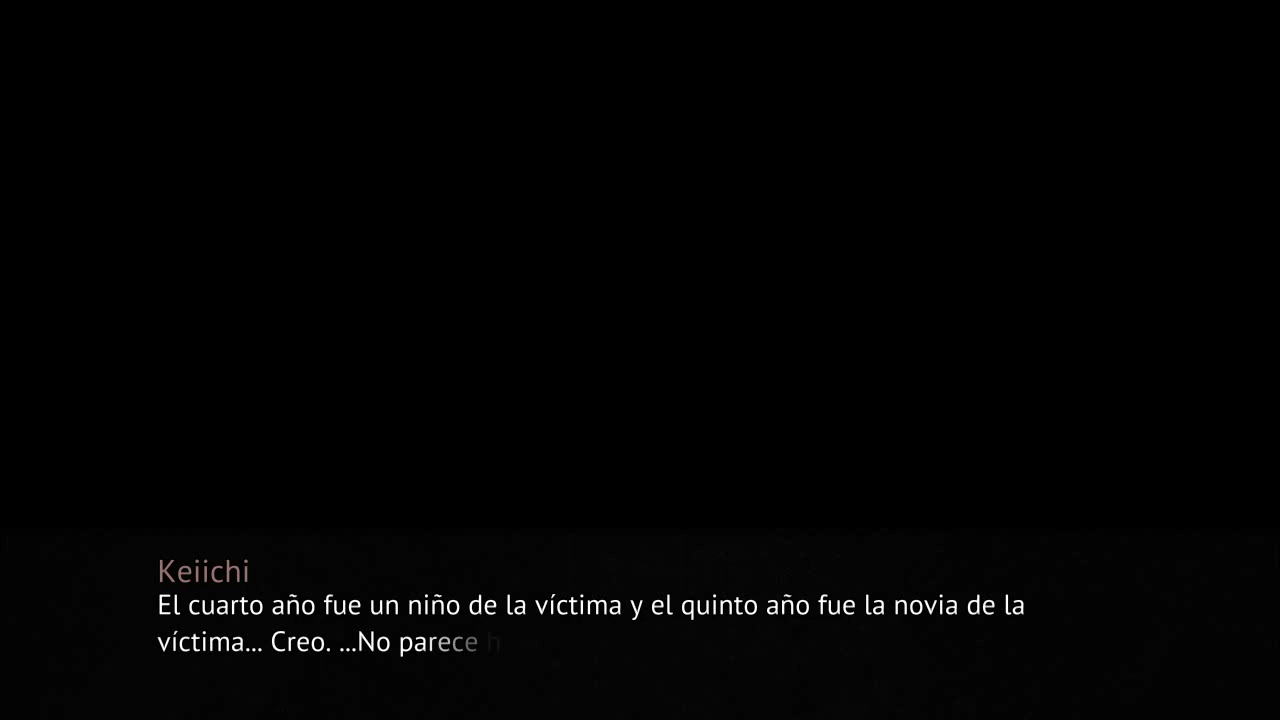 Keiichi
El cuarto año fue un niño de la víctima y el quinto año fue la novia de la
víctima... Creo. ...No parece